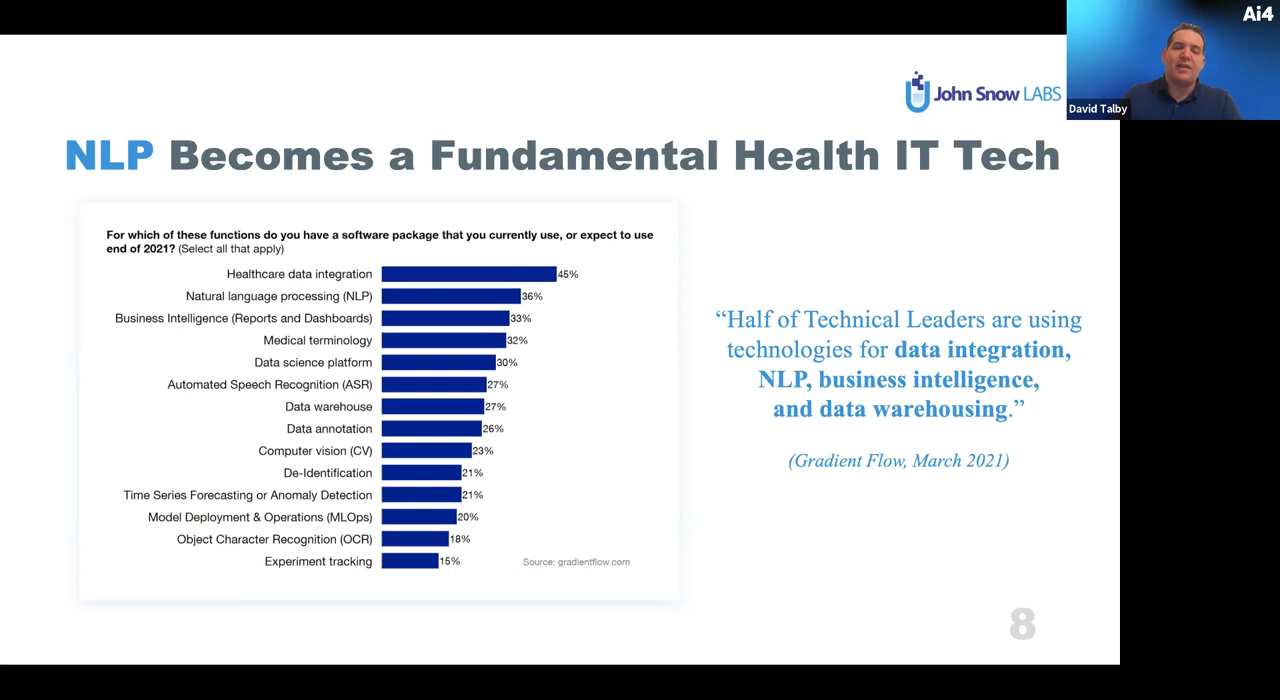 Ai4
David Talby
John Snow LABS
NLP Becomes a Fundamental Health IT Tech
For which of these functions do you have a software package that you currently use, or expect to use
end of 2021? (Select all that apply)
Healthcare data integration 45%
Natural language processing (NLP) 36%
Business Intelligence (Reports and Dashboards) 33%
Medical terminology 32%
Data science platform 30%
Automated Speech Recognition (ASR) 27%
Data warehouse 27%
Data annotation 26%
Computer vision (CV) 23%
De-Identification 21%
Time Series Forecasting or Anomaly Detection 21%
Model Deployment & Operations (MLOps) 20%
Object Character Recognition (OCR) 18%
Experiment tracking 15%
Source: gradientflow.com
“Half of Technical Leaders are using
technologies for data integration,
NLP, business intelligence,
and data warehousing.”
(Gradient Flow, March 2021)
8